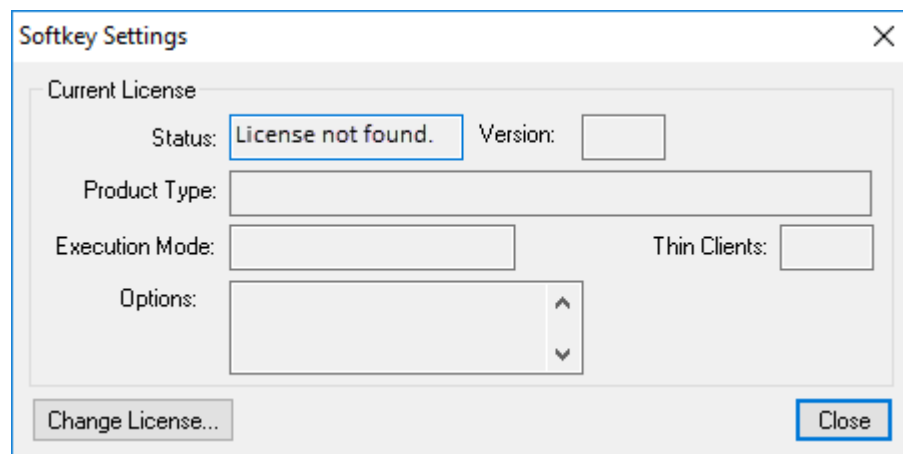 Softkey Settings
Current License
Status: License not found. Version:
Product Type:
Execution Mode: Thin Clients:
Options:
Change License... Close